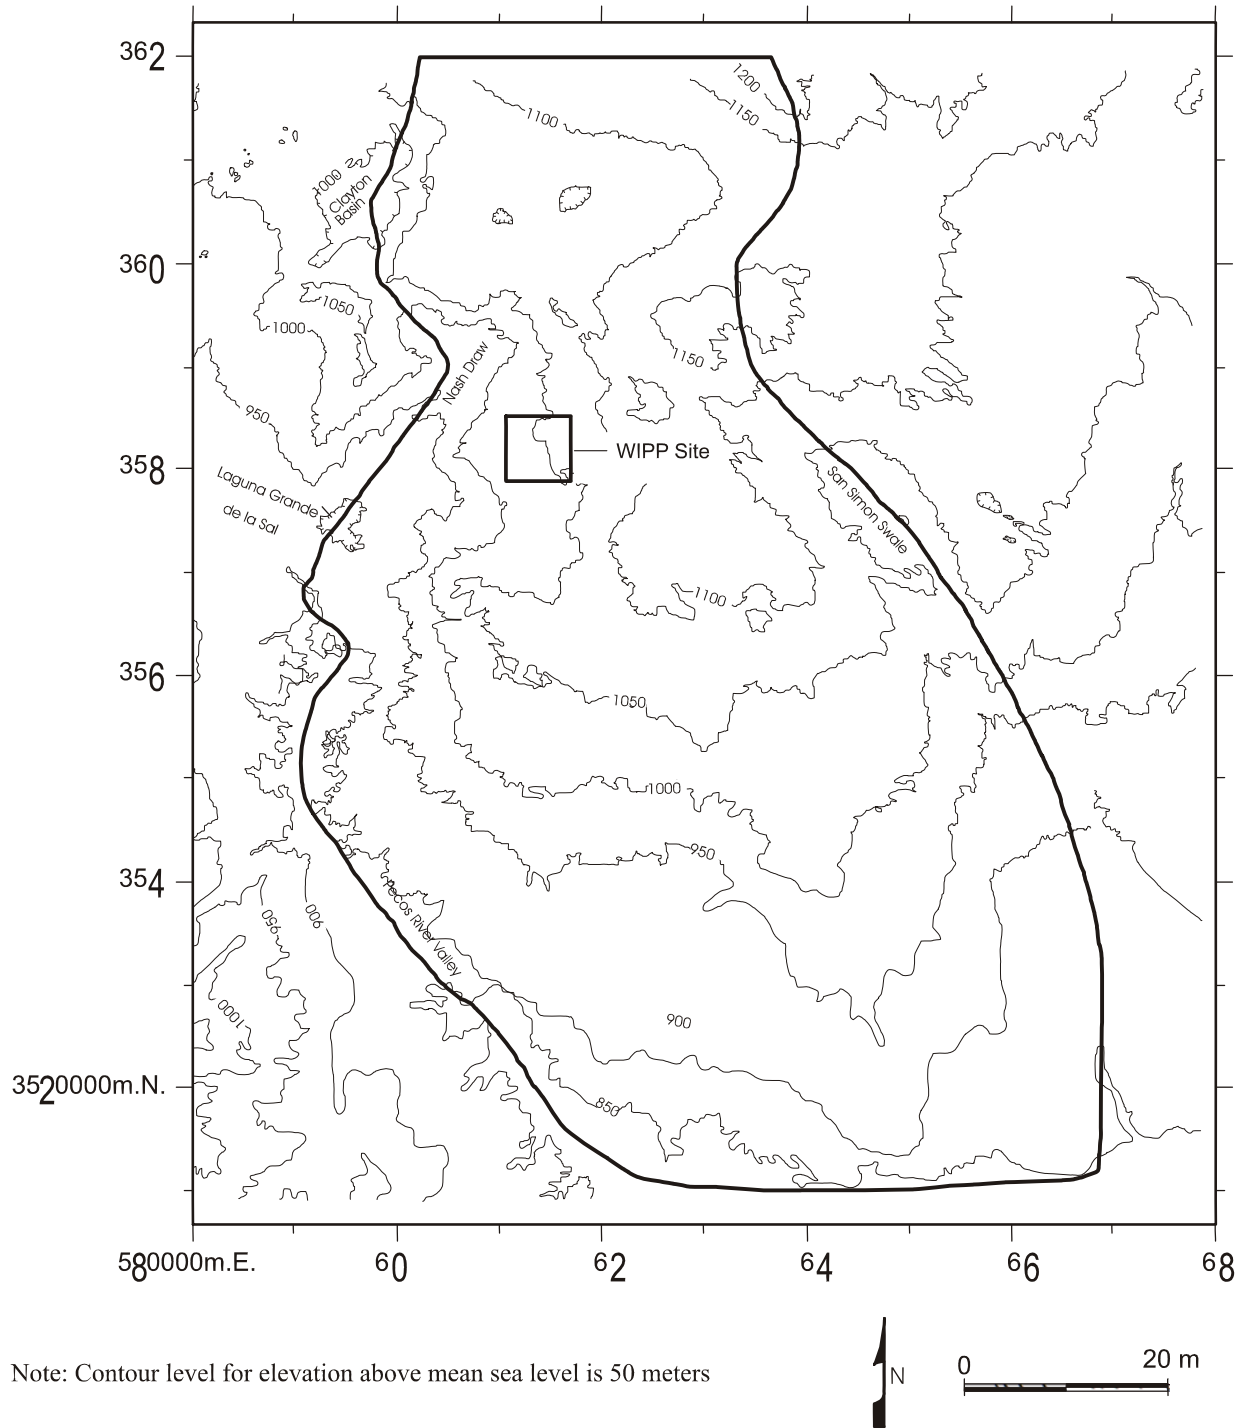 362
1200
1150
1100
1000
Clayton
Basin
360
1050
1000
1150
Nash Draw
950
WIPP Site
358
Laguna Grande
de la Sal
San Simon Swale
1100
356
1050
1000
950
354
900
950
Pecos River Valley
1000
900
3520000m.N.
850
580000m.E.
60
62
64
66
68
N
0
20 m
Note: Contour level for elevation above mean sea level is 50 meters